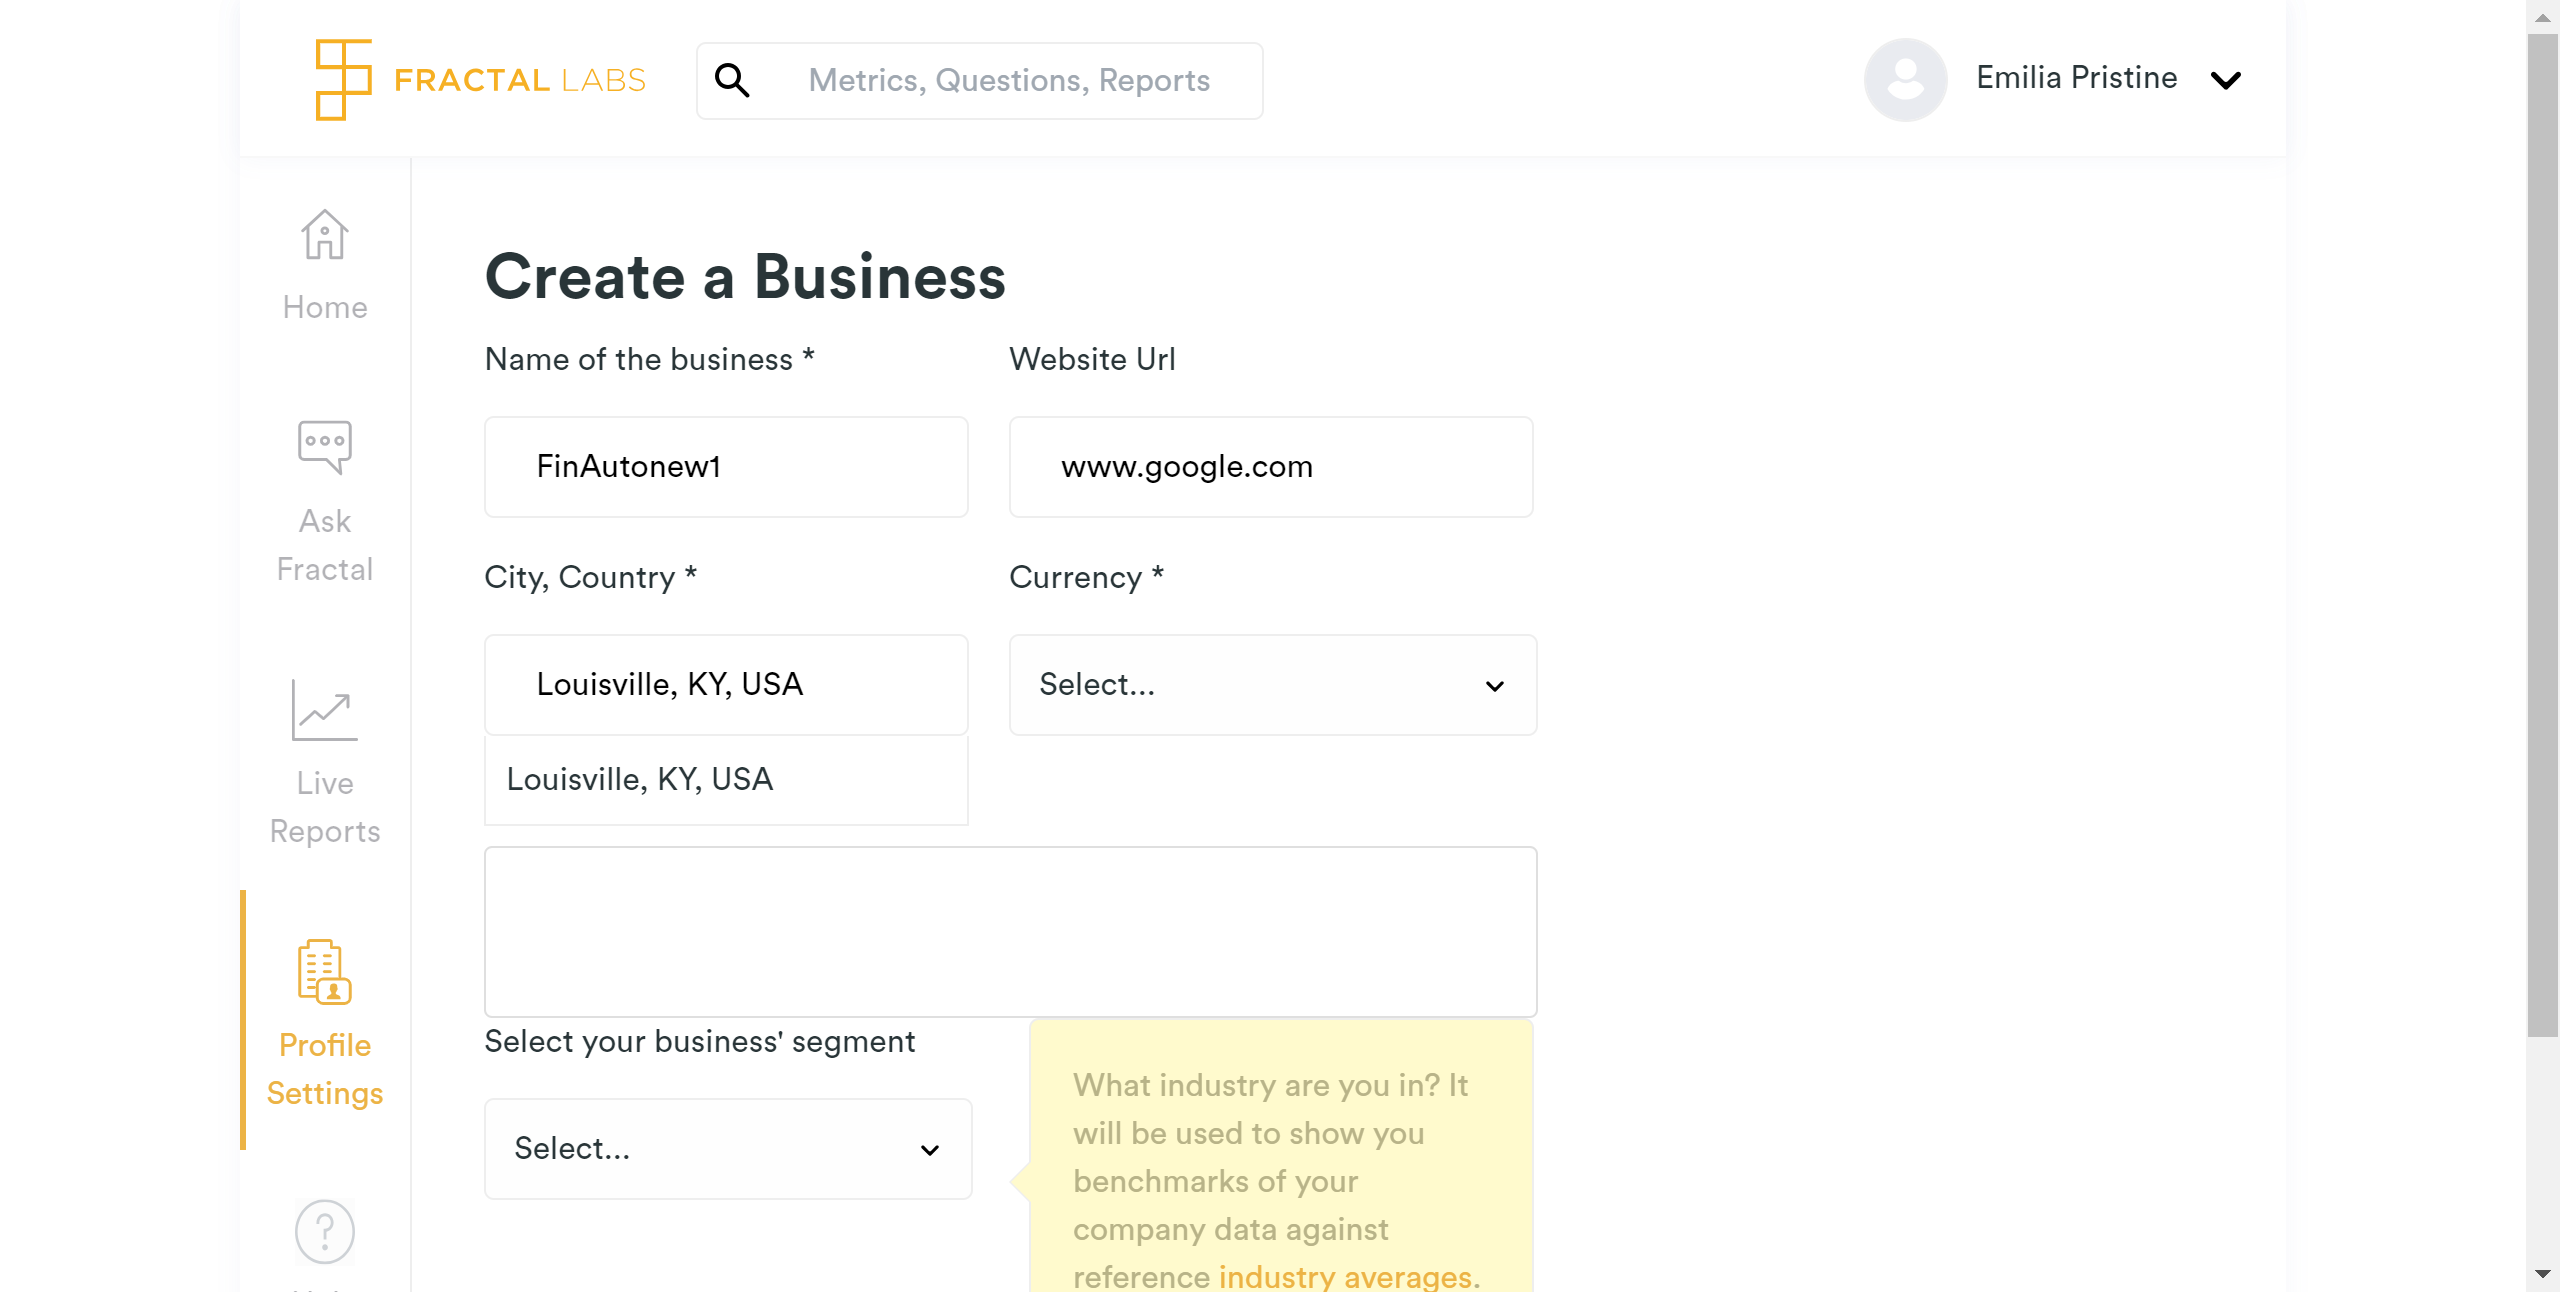 FRACTAL LABS
Metrics, Questions, Reports
Emilia Pristine
Home
Ask
Fractal
Live
Reports
Profile
Settings
Create a Business
Name of the business *
Website Url
FinAutonew1
www.google.com
City, Country *
Currency *
Louisville, KY, USA
Select...
Louisville, KY, USA
Select your business' segment
Select...
What industry are you in? It
will be used to show you
benchmarks of your
company data against
reference industry averages.